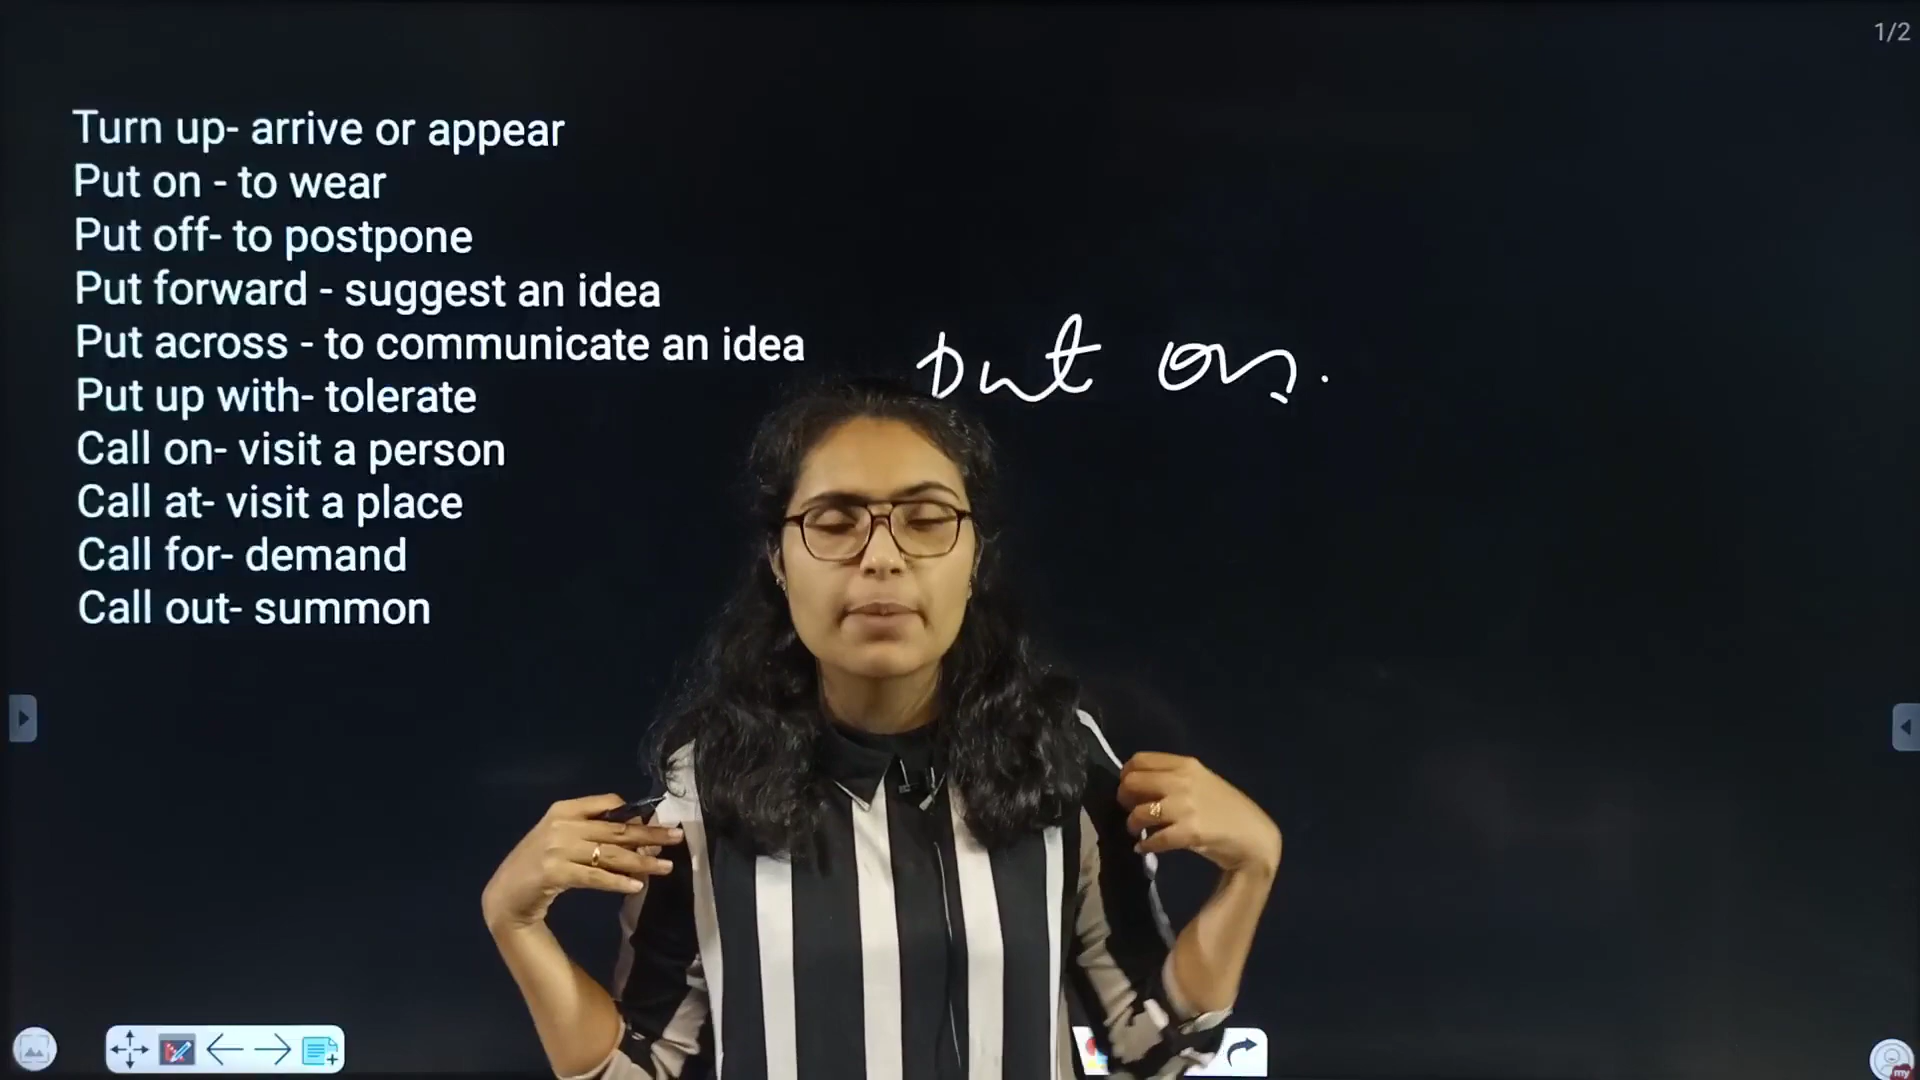 1/2
Turn up- arrive or appear
Put on - to wear
Put off- to postpone
Put forward - suggest an idea
Put across - to communicate an idea
put on.
Put up with- tolerate
Call on- visit a person
Call at- visit a place
Call for- demand
Call out- summon
my